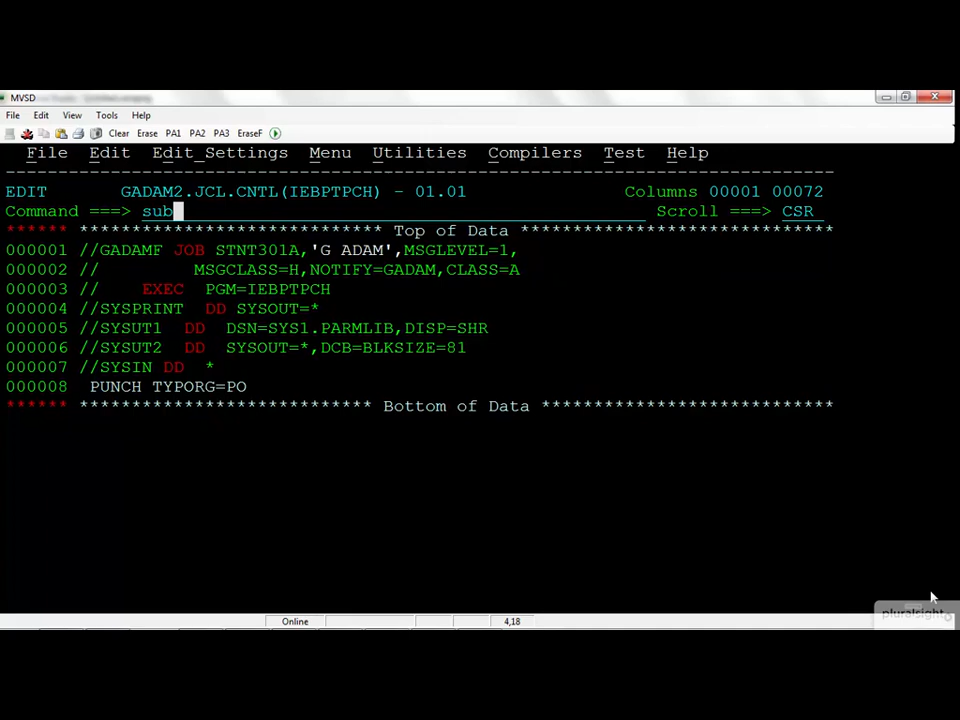 MVSD
File Edit View Tools Help
Clear Erase PA1 PA2 PA3 EraseF
File Edit Edit_Settings Menu Utilities Compilers Test Help
-------------------------------------------------------------------------------
EDIT GADAM2.JCL.CNTL(IEBPTPCH) - 01.01 Columns 00001 00072
Command ===> sub Scroll ===> CSR
****** ***************************** Top of Data ******************************
000001 //GADAMF JOB STNT301A,'G ADAM',MSGLEVEL=1,
000002 // MSGCLASS=H,NOTIFY=GADAM,CLASS=A
000003 // EXEC PGM=IEBPTPCH
000004 //SYSPRINT DD SYSOUT=*
000005 //SYSUT1 DD DSN=SYS1.PARMLIB,DISP=SHR
000006 //SYSUT2 DD SYSOUT=*,DCB=BLKSIZE=81
000007 //SYSIN DD *
000008 PUNCH TYPORG=PO
****** **************************** Bottom of Data ****************************
pluralsight
Online 4,18